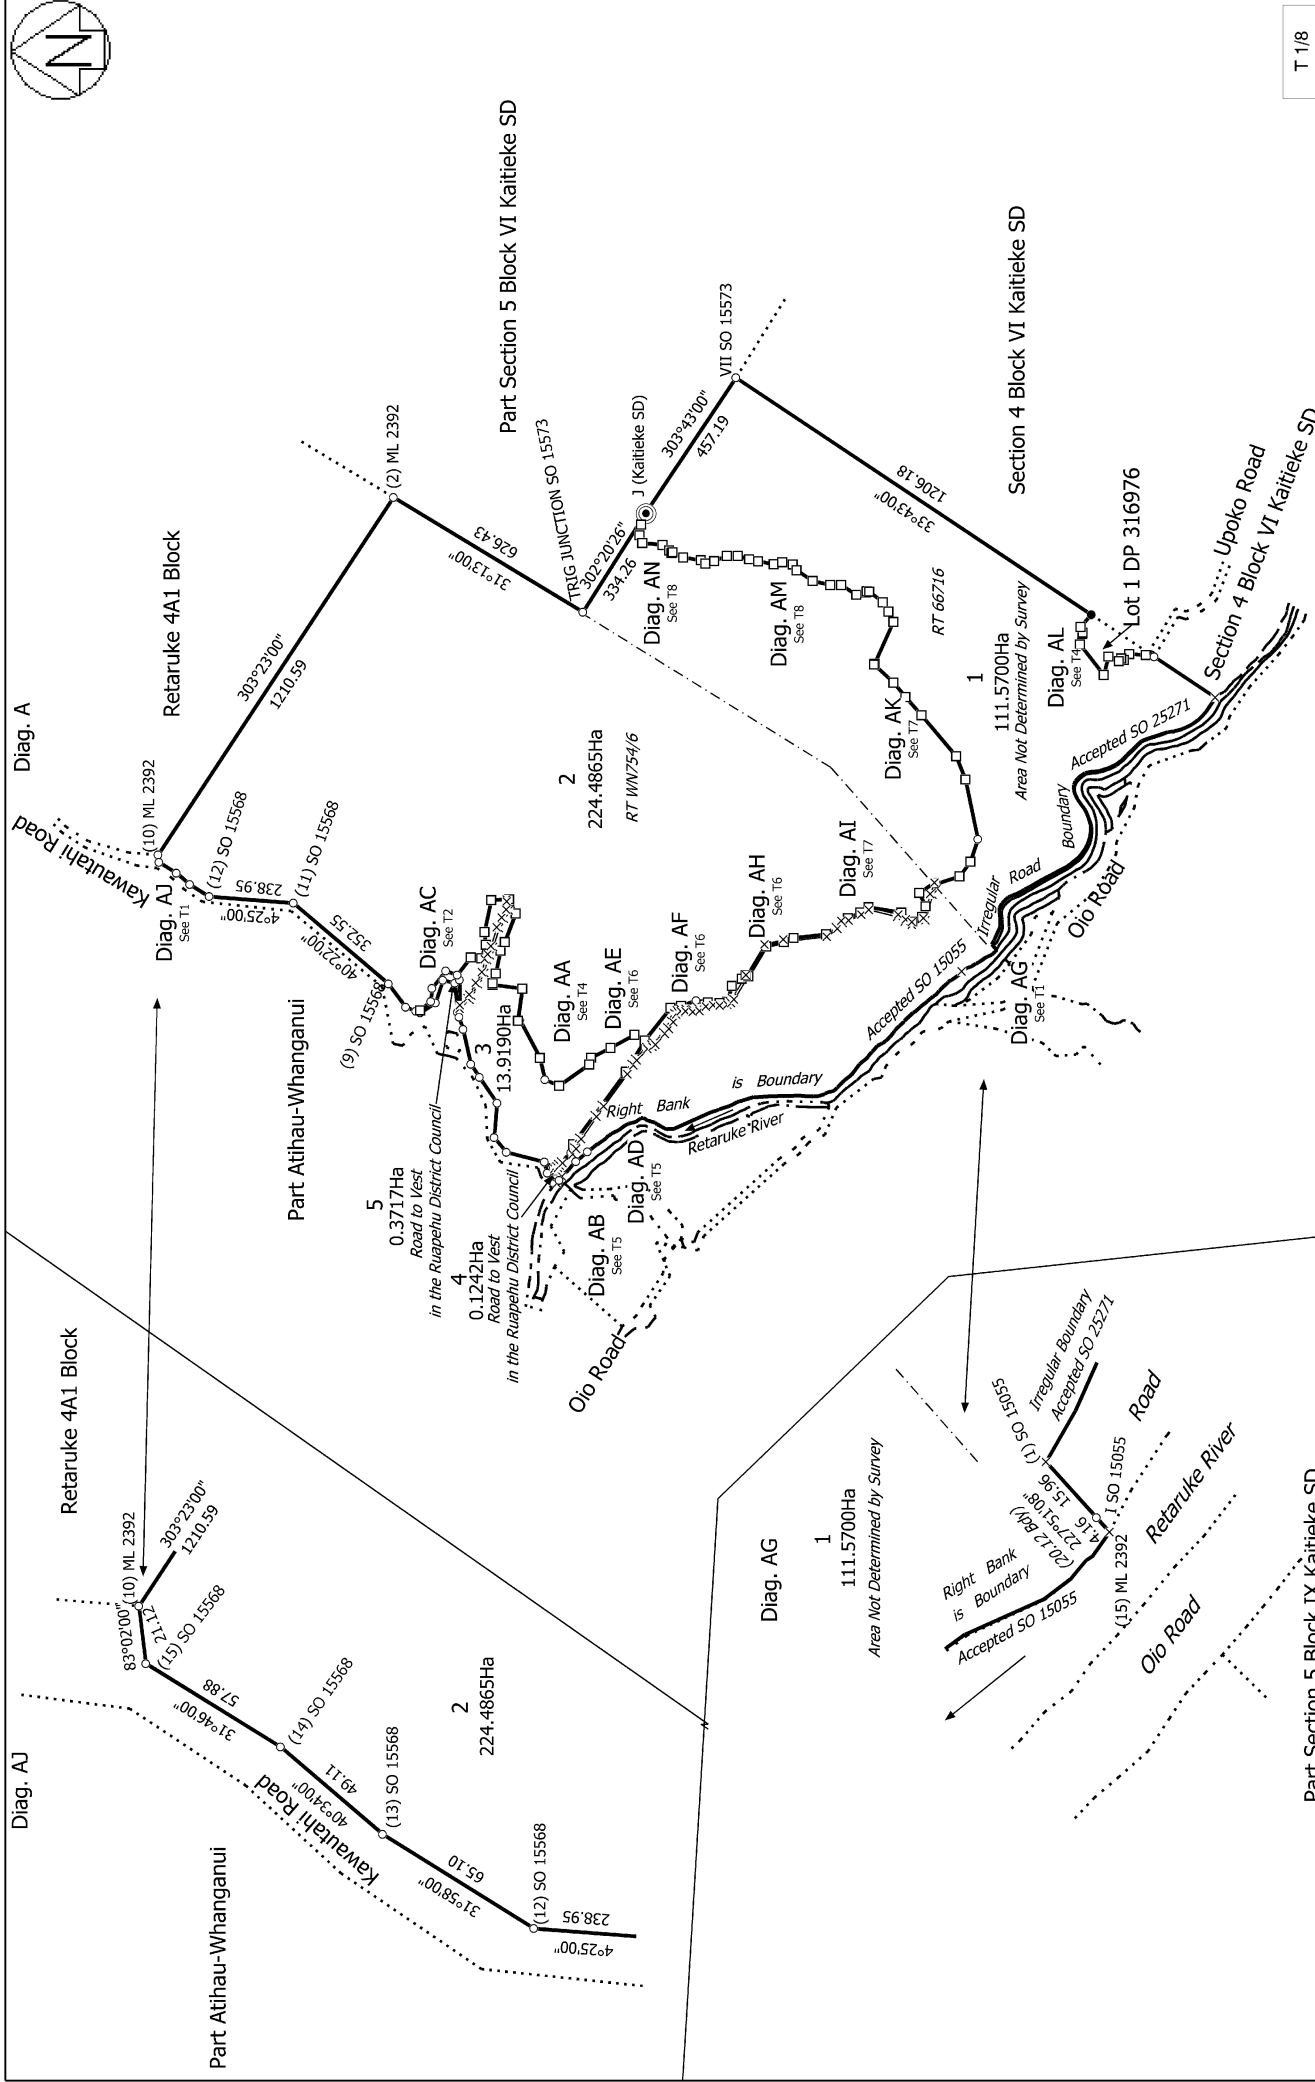 Diag. AJ
Retaruke 4A1 Block
Part Atihau-Whanganui
Kawautahi Road
(10) ML 2392
83°02'00"
21.12
303°23'00"
1210.59
(15) SO 15568
57.88
31°46'00"
(14) SO 15568
49.11
40°34'00"
(13) SO 15568
65.10
31°58'00"
(12) SO 15568
238.95
4°25'00"
2
224.4865Ha
Diag. A
N
Kawautahi Road
(10) ML 2392
Retaruke 4A1 Block
303°23'00"
1210.59
(2) ML 2392
Diag. AJ
See T1
(12) SO 15568
238.95
4°25'00"
(11) SO 15568
352.55
40°22'00"
(9) SO 15568
Part Atihau-Whanganui
626.43
31°13'00"
Part Section 5 Block VI Kaitieke SD
TRIG JUNCTION SO 15573
302°20'26"
334.26
J (Kaitieke SD)
303°43'00"
457.19
VII SO 15573
1206.18
33°43'00"
Section 4 Block VI Kaitieke SD
Diag. AC
See T2
2
224.4865Ha
RT WN754/6
Diag. AN
See T8
Diag. AM
See T8
RT 66716
1
111.5700Ha
Area Not Determined by Survey
Diag. AK
See T7
Diag. AL
See T4
Lot 1 DP 316976
Upoko Road
Section 4 Block VI Kaitieke SD
Accepted SO 25271
Irregular Road Boundary
Oio Road
Diag. AI
See T7
Diag. AH
See T6
Diag. AF
See T6
Diag. AE
See T6
Diag. AA
See T4
3
13.9190Ha
5
0.3717Ha
Road to Vest
in the Ruapehu District Council
4
0.1242Ha
Road to Vest
in the Ruapehu District Council
Diag. AB
See T5
Diag. AD
See T5
Right Bank is Boundary
Retaruke River
Accepted SO 15055
Diag. AG
See T1
Oio Road
Diag. AG
1
111.5700Ha
Area Not Determined by Survey
Right Bank
is Boundary
Accepted SO 15055
(1) SO 15055
Irregular Boundary
Accepted SO 25271
15.96
4.16
227°51'08"
(20.12 Bdy)
I SO 15055
(15) ML 2392
Road
Retaruke River
Oio Road
Part Section 5 Block IX Kaitieke SD
T 1/8